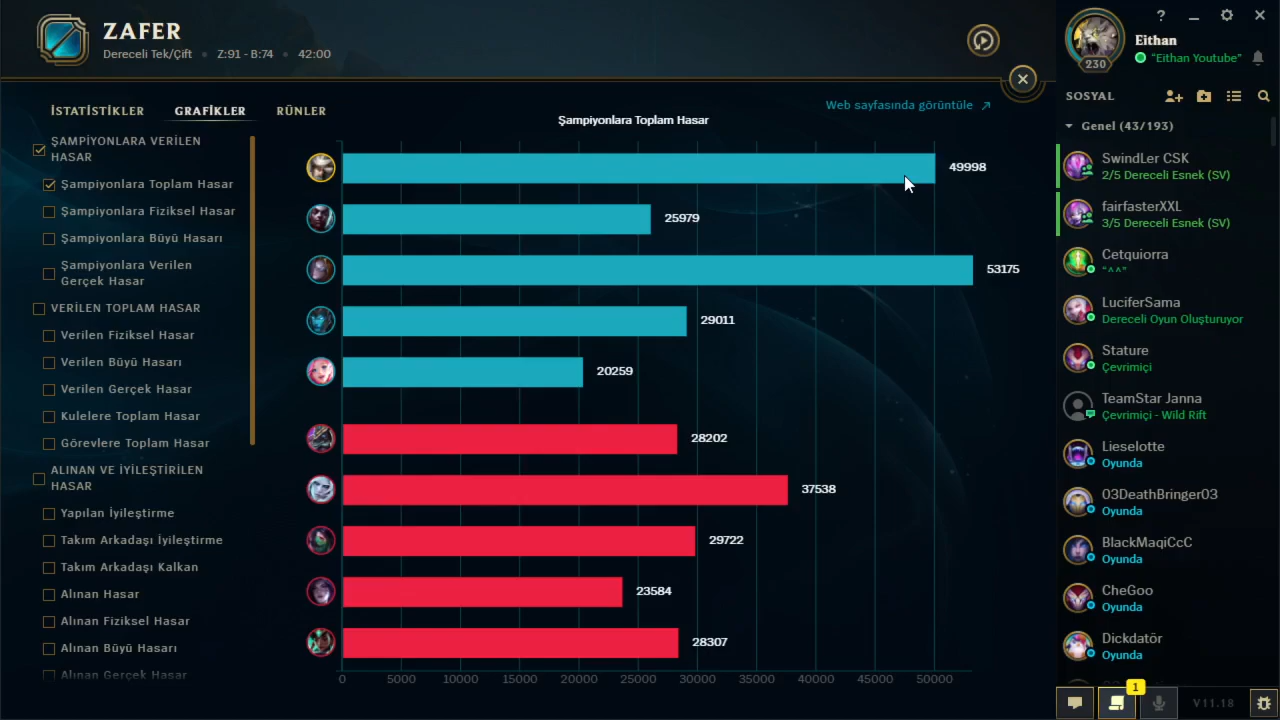 ZAFER
Dereceli Tek/Çift • Z:91 - B:74 • 42:00
İSTATİSTİKLER GRAFİKLER RÜNLER
Web sayfasında görüntüle
ŞAMPİYONLARA VERİLEN
HASAR
Şampiyonlara Toplam Hasar
Şampiyonlara Fiziksel Hasar
Şampiyonlara Büyü Hasarı
Şampiyonlara Verilen
Gerçek Hasar
VERİLEN TOPLAM HASAR
Verilen Fiziksel Hasar
Verilen Büyü Hasarı
Verilen Gerçek Hasar
Kulelere Toplam Hasar
Görevlere Toplam Hasar
ALINAN VE İYİLEŞTİRİLEN
HASAR
Yapılan İyileştirme
Takım Arkadaşı İyileştirme
Takım Arkadaşı Kalkan
Alınan Hasar
Alınan Fiziksel Hasar
Alınan Büyü Hasarı
Alınan Gerçek Hasar
Şampiyonlara Toplam Hasar
49998
25979
53175
29011
20259
28202
37538
29722
23584
28307
0 5000 10000 15000 20000 25000 30000 35000 40000 45000 50000
?
230
Eithan
"Eithan Youtube"
SOSYAL
Genel (43/193)
SwindLer CSK
2/5 Dereceli Esnek (SV)
fairfasterXXL
3/5 Dereceli Esnek (SV)
Cetquiorra
"^^"
LuciferSama
Dereceli Oyun Oluşturuyor
Stature
Çevrimiçi
TeamStar Janna
Çevrimiçi - Wild Rift
Lieselotte
Oyunda
03DeathBringer03
Oyunda
BlackMaqiCcC
Oyunda
CheGoo
Oyunda
Dickdatör
Oyunda
1
V11.18